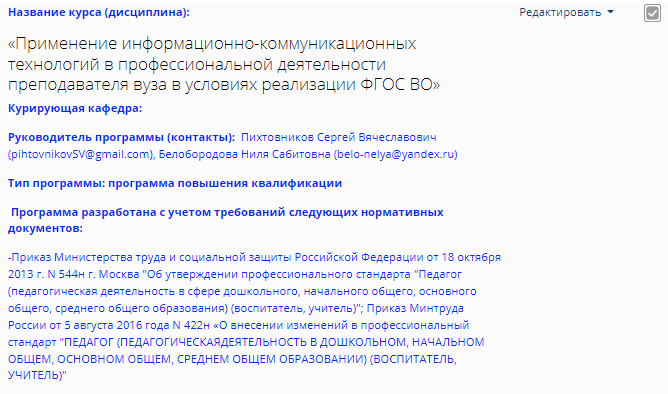 Название курса (дисциплина):
Редактировать
«Применение информационно-коммуникационных
технологий в профессиональной деятельности
преподавателя вуза в условиях реализации ФГОС ВО»
Курирующая кафедра:
Руководитель программы (контакты): Пихтовников Сергей Вячеславович
(pihtovnikovSV@gmail.com), Белобородова Ниля Сабитовна (belo-nelya@yandex.ru)
Тип программы: программа повышения квалификации
Программа разработана с учетом требований следующих нормативных
документов:
-Приказ Министерства труда и социальной защиты Российской Федерации от 18 октября
2013 г. N 544н г. Москва "Об утверждении профессионального стандарта "Педагог
(педагогическая деятельность в сфере дошкольного, начального общего, основного
общего, среднего общего образования) (воспитатель, учитель)"; Приказ Минтруда
России от 5 августа 2016 года N 422н «О внесении изменений в профессиональный
стандарт "ПЕДАГОГ (ПЕДАГОГИЧЕСКАЯДЕЯТЕЛЬНОСТЬ В ДОШКОЛЬНОМ, НАЧАЛЬНОМ
ОБЩЕМ, ОСНОВНОМ ОБЩЕМ, СРЕДНЕМ ОБЩЕМ ОБРАЗОВАНИИ) (ВОСПИТАТЕЛЬ,
УЧИТЕЛЬ)"